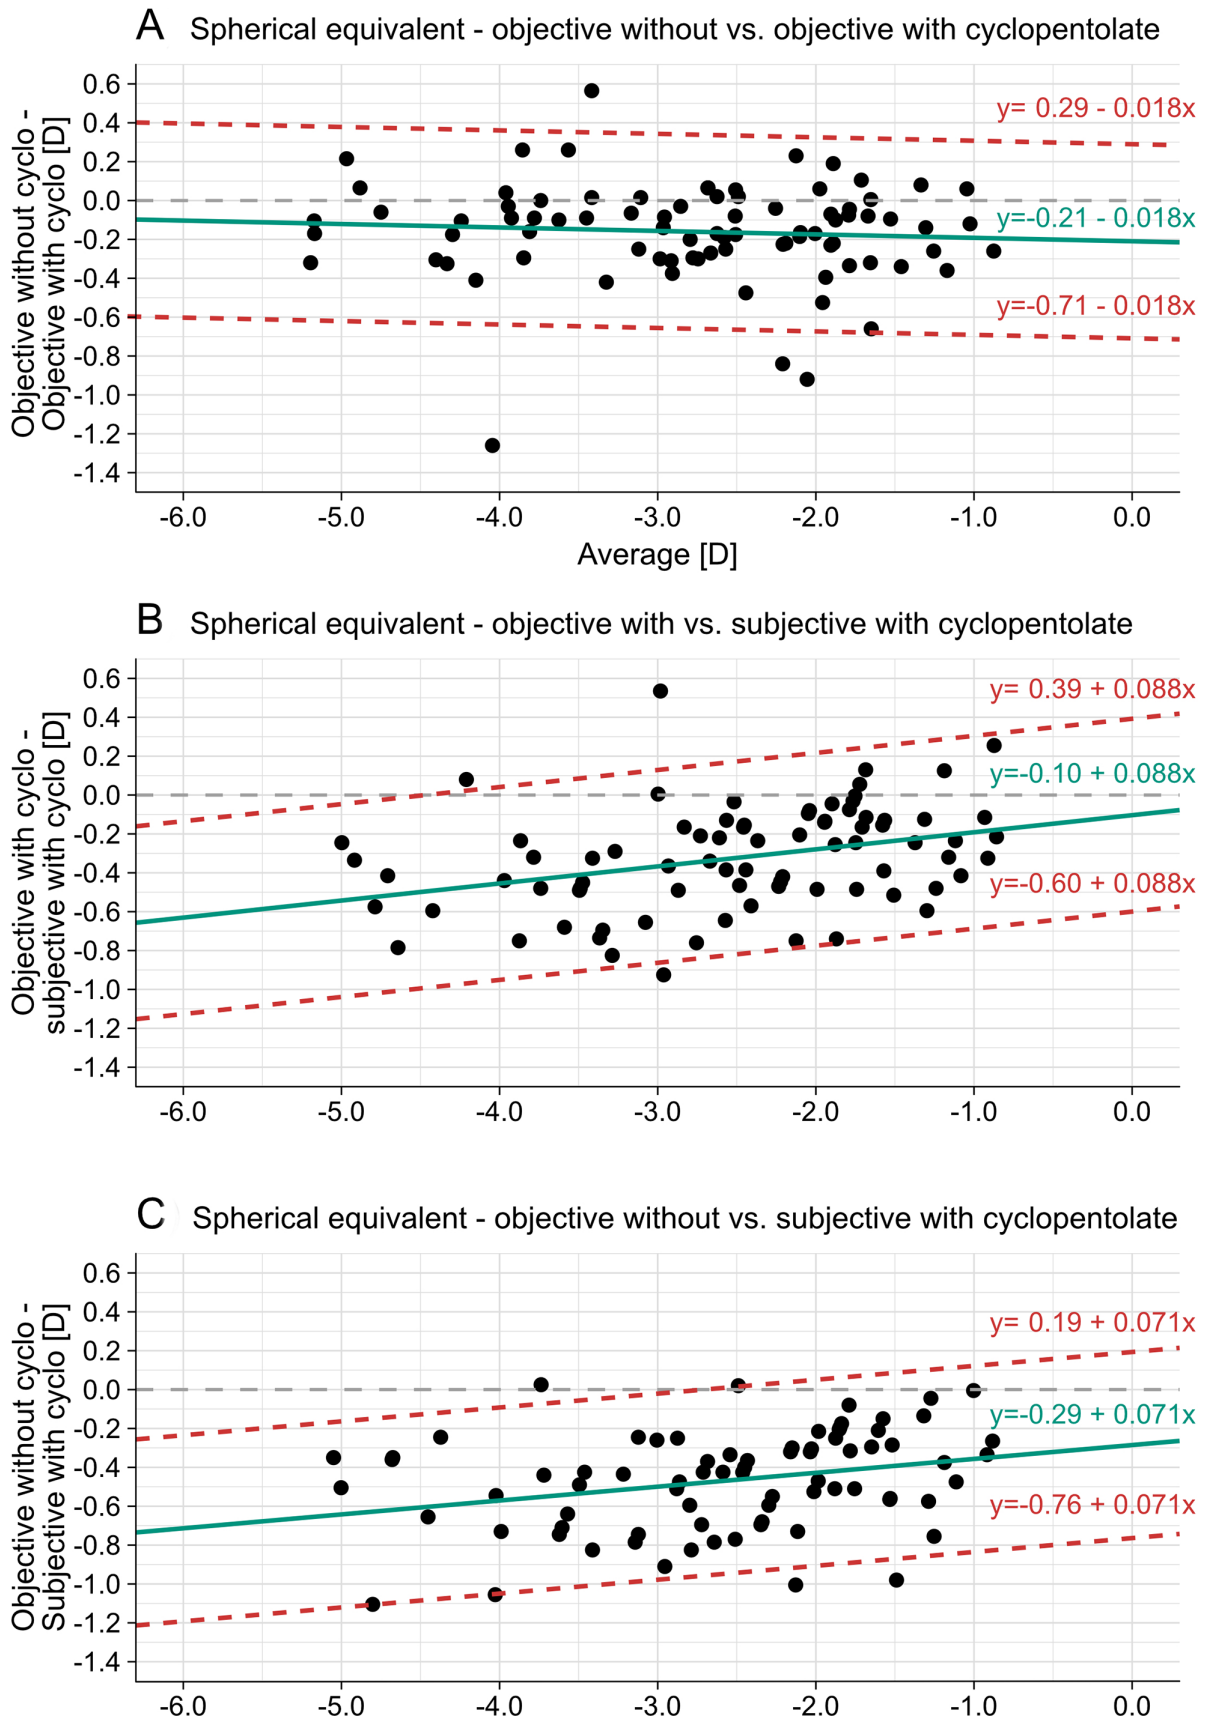 A Spherical equivalent - objective without vs. objective with cyclopentolate
Objective without cyclo -
Objective with cyclo [D]
0.6
0.4
0.2
0.0
-0.2
-0.4
-0.6
-0.8
-1.0
-1.2
-1.4
y= 0.29 - 0.018x
y=-0.21 - 0.018x
y=-0.71 - 0.018x
-6.0 -5.0 -4.0 -3.0 -2.0 -1.0 0.0
Average [D]
B Spherical equivalent - objective with vs. subjective with cyclopentolate
Objective with cyclo -
subjective with cyclo [D]
0.6
0.4
0.2
0.0
-0.2
-0.4
-0.6
-0.8
-1.0
-1.2
-1.4
y= 0.39 + 0.088x
y=-0.10 + 0.088x
y=-0.60 + 0.088x
-6.0 -5.0 -4.0 -3.0 -2.0 -1.0 0.0
C Spherical equivalent - objective without vs. subjective with cyclopentolate
Objective without cyclo -
Subjective with cyclo [D]
0.6
0.4
0.2
0.0
-0.2
-0.4
-0.6
-0.8
-1.0
-1.2
-1.4
y= 0.19 + 0.071x
y=-0.29 + 0.071x
y=-0.76 + 0.071x
-6.0 -5.0 -4.0 -3.0 -2.0 -1.0 0.0